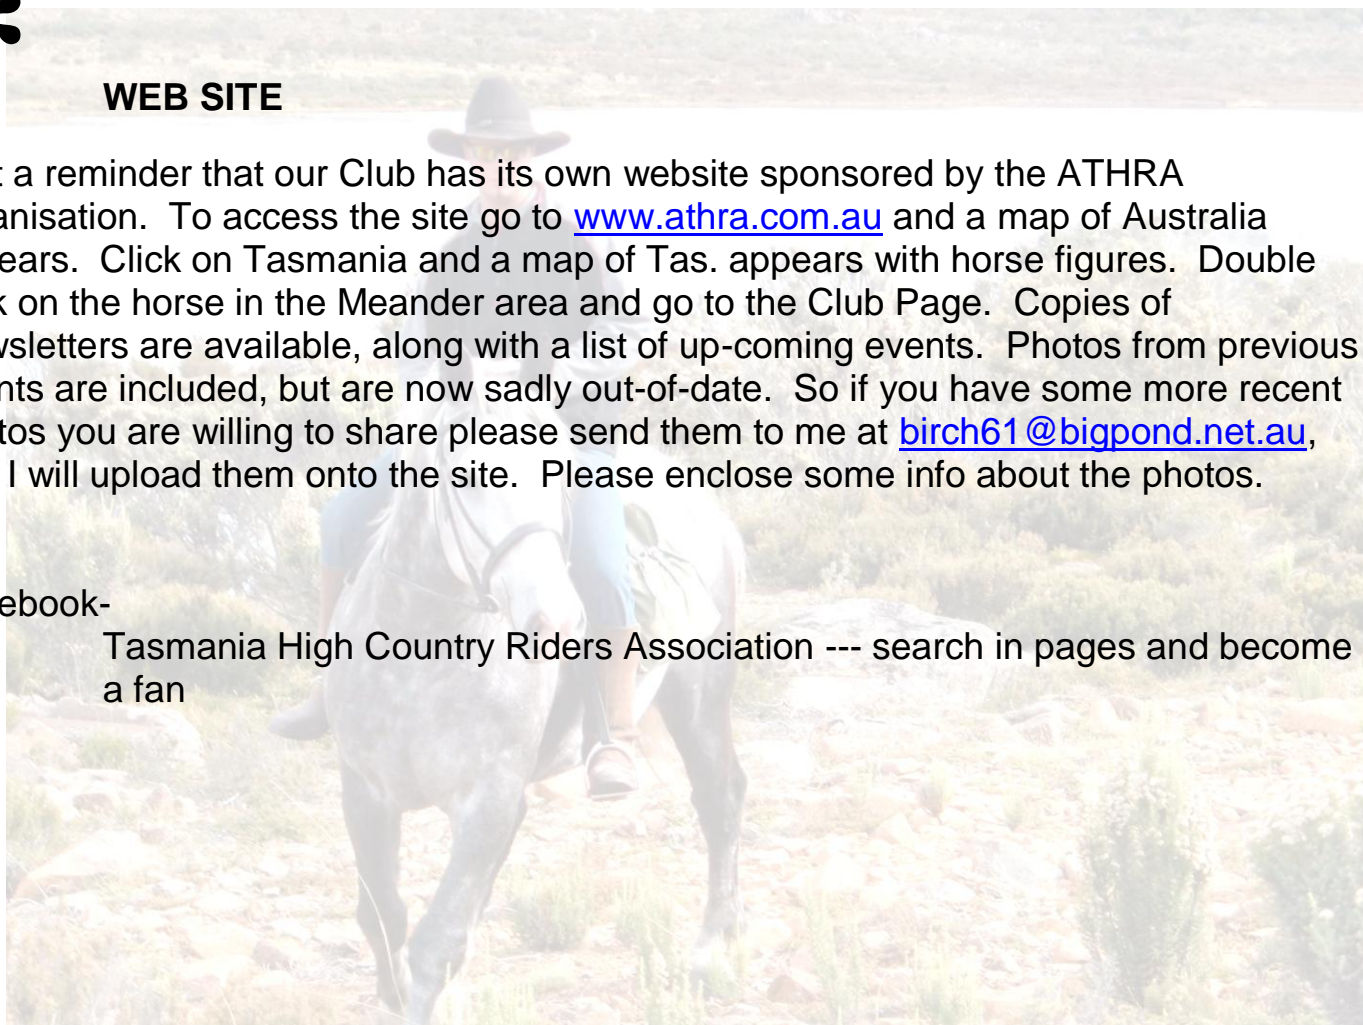 WEB SITE
t a reminder that our Club has its own website sponsored by the ATHRA
anisation. To access the site go to www.athra.com.au and a map of Australia
ears. Click on Tasmania and a map of Tas. appears with horse figures. Double
k on the horse in the Meander area and go to the Club Page. Copies of
wsletters are available, along with a list of up-coming events. Photos from previous
nts are included, but are now sadly out-of-date. So if you have some more recent
tos you are willing to share please send them to me at birch61@bigpond.net.au,
I will upload them onto the site. Please enclose some info about the photos.
ebook-
Tasmania High Country Riders Association --- search in pages and become
a fan